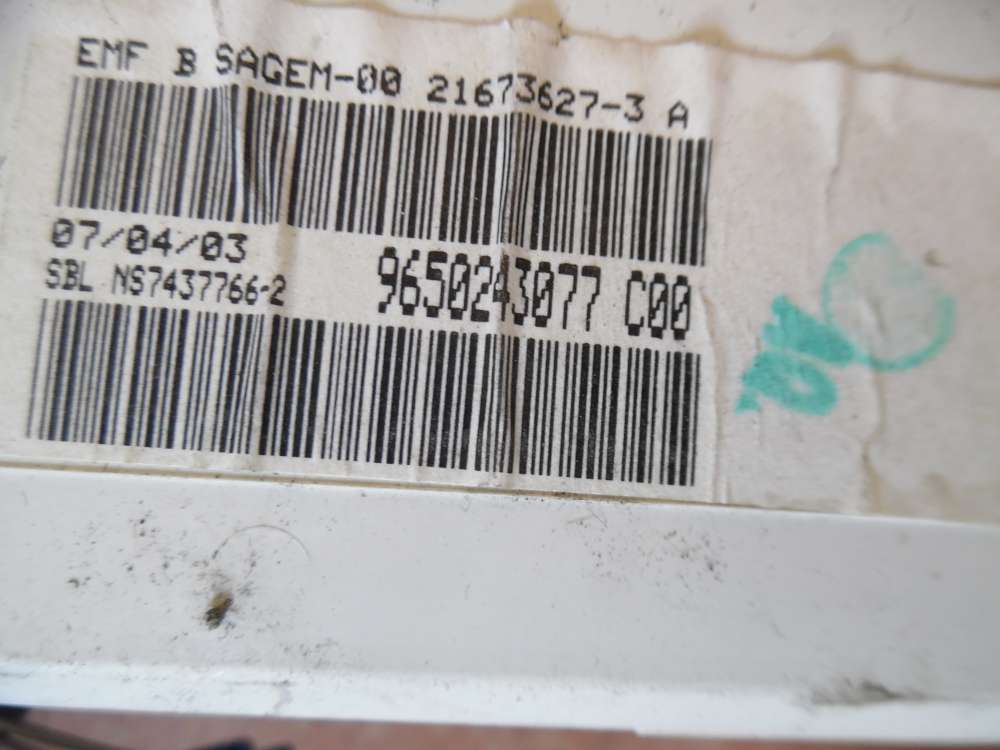 EMF B SAGEM-00 21673627-3 A
07/04/03
SBL NS7437766-2
9650243077 C00